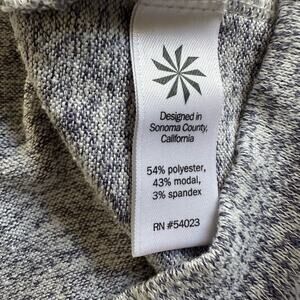 Designed in
Sonoma County,
California
54% polyester,
43% modal,
3% spandex
RN #54023